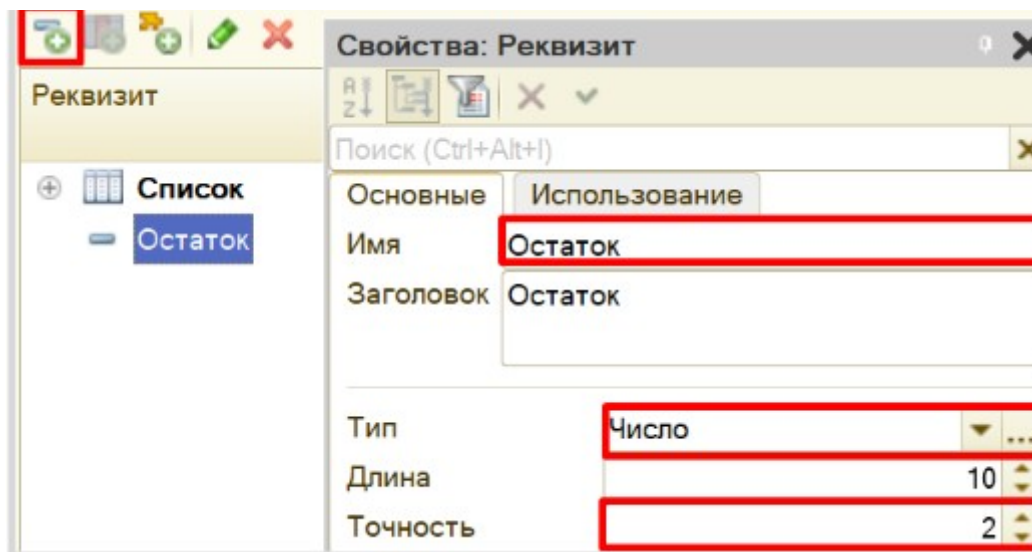 Свойства: Реквизит
Реквизит
Поиск (Ctrl+Alt+I)
Список
Остаток
Основные Использование
Имя Остаток
Заголовок Остаток
Тип Число
Длина 10
Точность 2